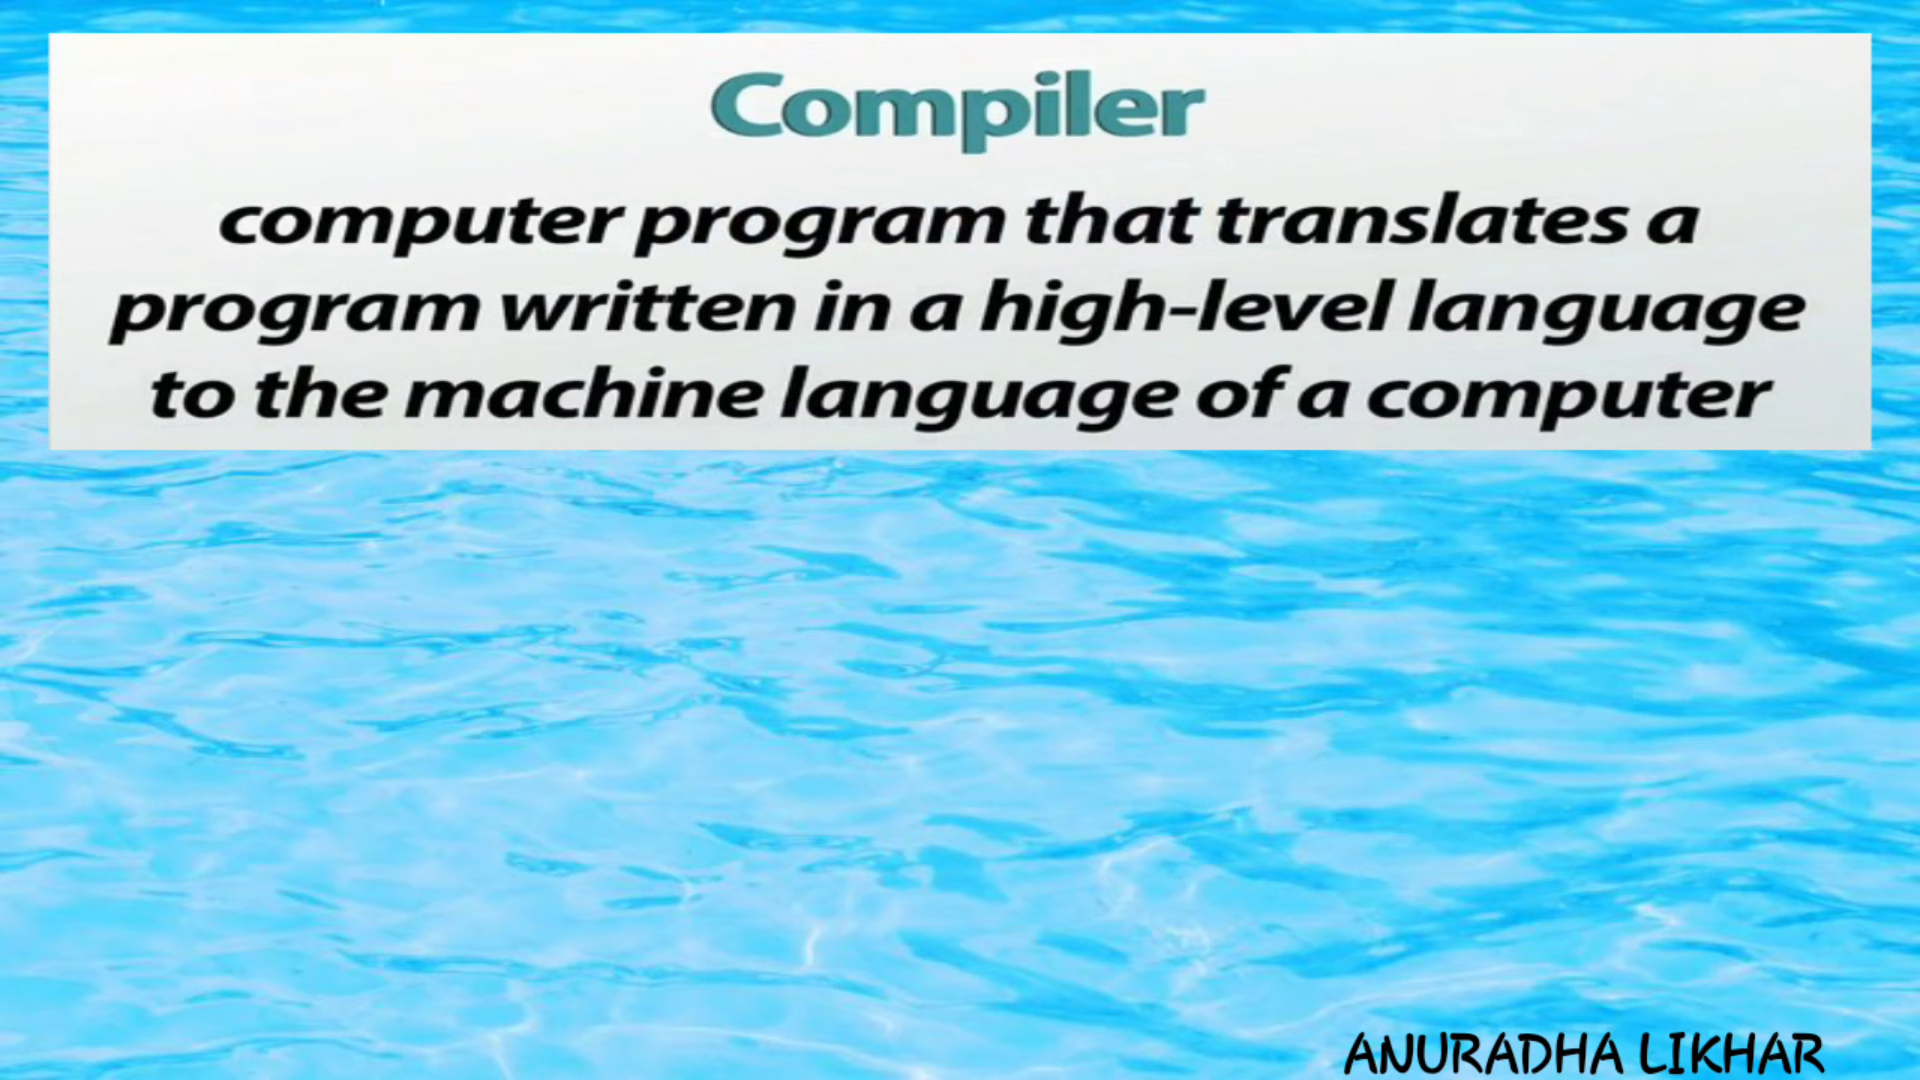 Compiler
computer program that translates a
program written in a high-level language
to the machine language of a computer
ANURADHA LIKHAR